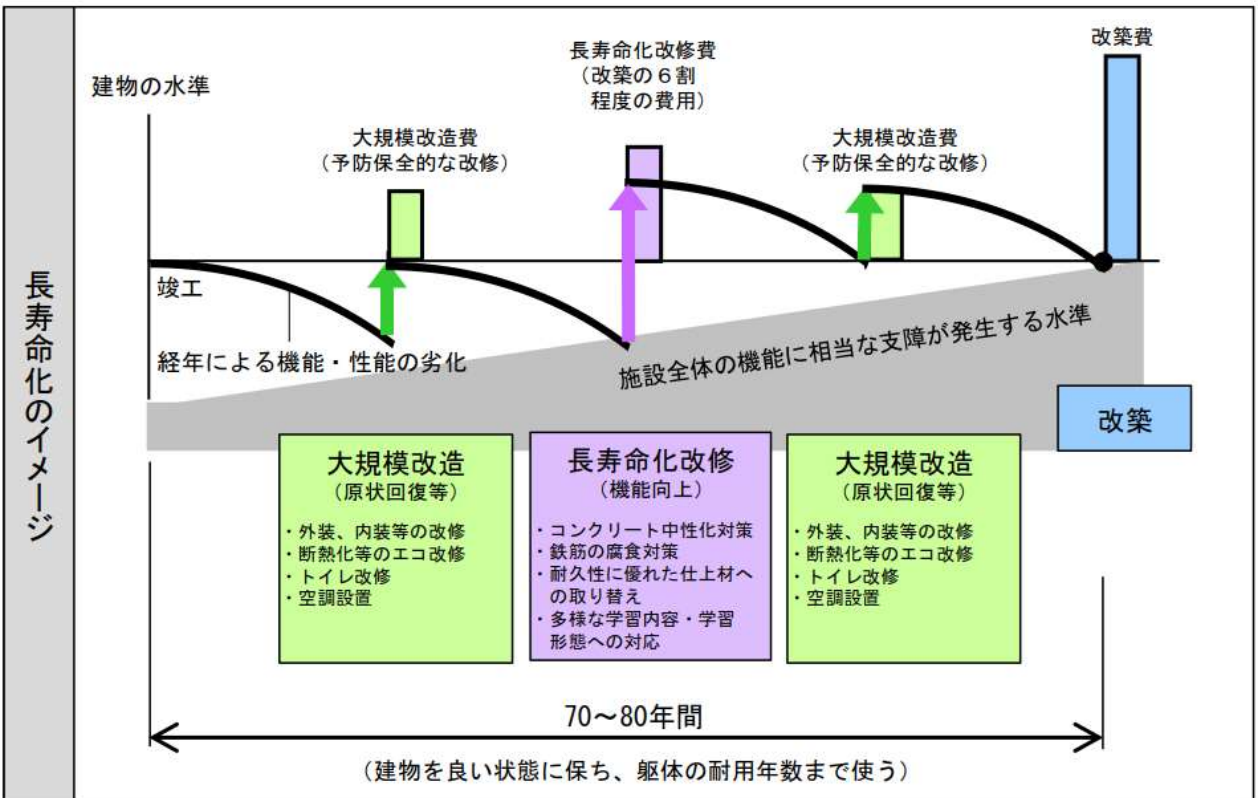 長寿命化のイメージ
建物の水準
大規模改造費
（予防保全的な改修）
長寿命化改修費
（改築の６割
程度の費用）
大規模改造費
（予防保全的な改修）
改築費
竣工
経年による機能・性能の劣化
施設全体の機能に相当な支障が発生する水準
改築
大規模改造
（原状回復等）
・外装、内装等の改修
・断熱化等のエコ改修
・トイレ改修
・空調設置
長寿命化改修
（機能向上）
・コンクリート中性化対策
・鉄筋の腐食対策
・耐久性に優れた仕上材へ
の取り替え
・多様な学習内容・学習
形態への対応
大規模改造
（原状回復等）
・外装、内装等の改修
・断熱化等のエコ改修
・トイレ改修
・空調設置
70～80年間
（建物を良い状態に保ち、躯体の耐用年数まで使う）